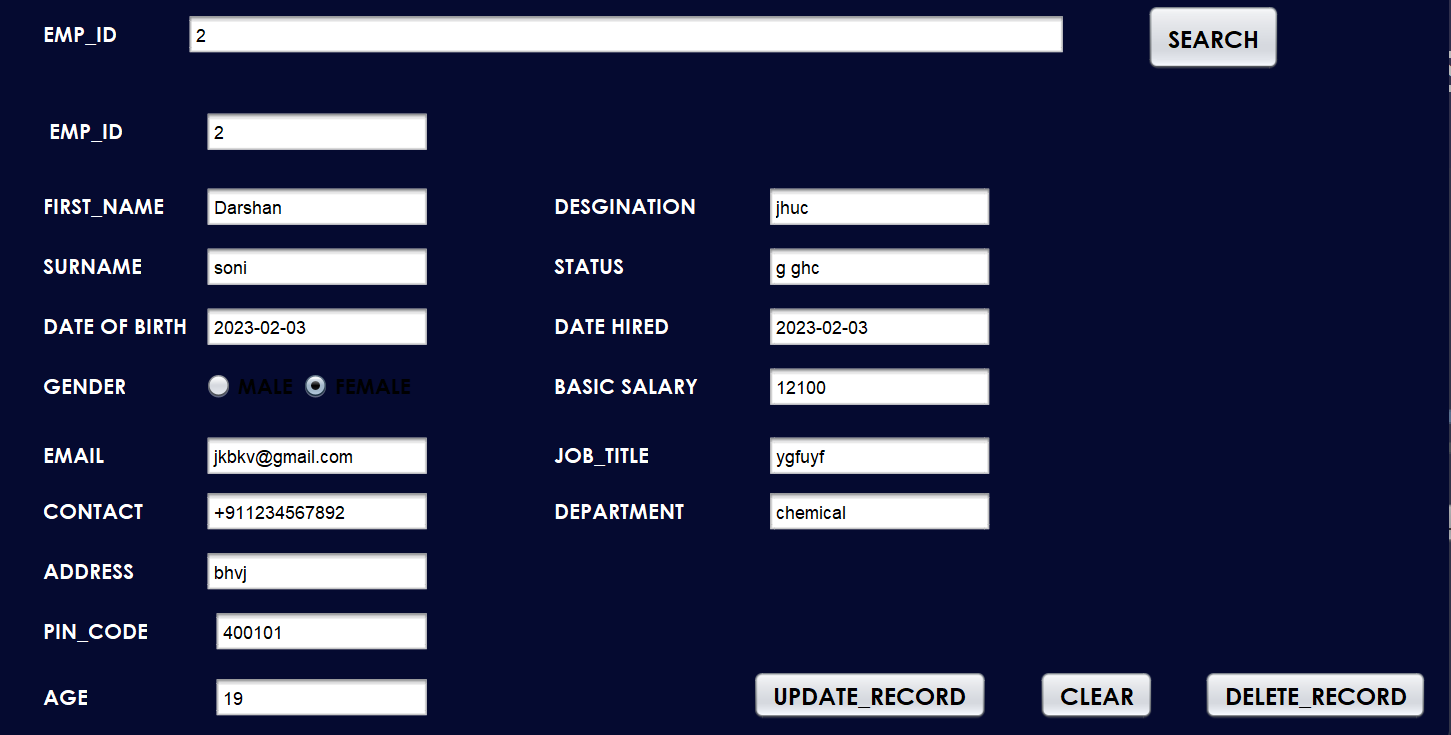 EMP_ID 2 SEARCH
EMP_ID 2
FIRST_NAME Darshan DESGINATION jhuc
SURNAME soni STATUS g ghc
DATE OF BIRTH 2023-02-03 DATE HIRED 2023-02-03
GENDER MALE FEMALE BASIC SALARY 12100
EMAIL jkbkv@gmail.com JOB_TITLE ygfuyf
CONTACT +911234567892 DEPARTMENT chemical
ADDRESS bhvj
PIN_CODE 400101
AGE 19 UPDATE_RECORD CLEAR DELETE_RECORD